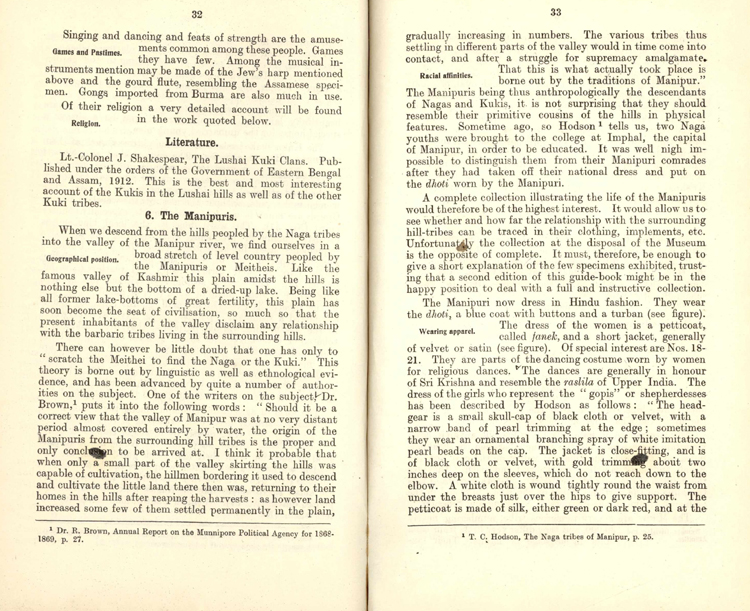 32
Singing and dancing and feats of strength are the amuse-
Games and Pastimes.
ments common among these people. Games
they have few. Among the musical in-
struments mention may be made of the Jew's harp mentioned
above and the gourd flute, resembling the Assamese speci-
men. Gongs imported from Burma are also much in use.
Of their religion a very detailed account will be found
Religion.
in the work quoted below.
Literature.
Lt.-Colonel J. Shakespear, The Lushai Kuki Clans. Pub-
lished under the orders of the Government of Eastern Bengal
and Assam, 1912. This is the best and most interesting
account of the Kukis in the Lushai hills as well as of the other
Kuki tribes.
6. The Manipuris.
When we descend from the hills peopled by the Naga tribes
into the valley of the Manipur river, we find ourselves in a
Geographical position.
broad stretch of level country peopled by
the Manipuris or Meitheis. Like the
famous valley of Kashmir this plain amidst the hills is
nothing else but the bottom of a dried-up lake. Being like
all former lake-bottoms of great fertility, this plain has
soon become the seat of civilisation, so much so that the
present inhabitants of the valley disclaim any relationship
with the barbaric tribes living in the surrounding hills.
There can however be little doubt that one has only to
"scratch the Meithei to find the Naga or the Kuki." This
theory is borne out by linguistic as well as ethnological evi-
dence, and has been advanced by quite a number of author-
ities on the subject. One of the writers on the subject, Dr.
Brown,¹ puts it into the following words: "Should it be a
correct view that the valley of Manipur was at no very distant
period almost covered entirely by water, the origin of the
Manipuris from the surrounding hill tribes is the proper and
only conclusion to be arrived at. I think it probable that
when only a small part of the valley skirting the hills was
capable of cultivation, the hillmen bordering it used to descend
and cultivate the little land there then was, returning to their
homes in the hills after reaping the harvests: as however land
increased some few of them settled permanently in the plain,
¹ Dr. R. Brown, Annual Report on the Munnipore Political Agency for 1868-
1869, p. 27.
33
gradually increasing in numbers. The various tribes thus
settling in different parts of the valley would in time come into
contact, and after a struggle for supremacy amalgamate.
Racial affinities.
That this is what actually took place is
borne out by the traditions of Manipur."
The Manipuris being thus anthropologically the descendants
of Nagas and Kukis, it is not surprising that they should
resemble their primitive cousins of the hills in physical
features. Sometime ago, so Hodson¹ tells us, two Naga
youths were brought to the college at Imphal, the capital
of Manipur, in order to be educated. It was well nigh im-
possible to distinguish them from their Manipuri comrades
after they had taken off their national dress and put on
the dhoti worn by the Manipuri.
A complete collection illustrating the life of the Manipuris
would therefore be of the highest interest. It would allow us to
see whether and how far the relationship with the surrounding
hill-tribes can be traced in their clothing, implements, etc.
Unfortunately the collection at the disposal of the Museum
is the opposite of complete. It must, therefore, be enough to
give a short explanation of the few specimens exhibited, trust-
ing that a second edition of this guide-book might be in the
happy position to deal with a full and instructive collection.
The Manipuri now dress in Hindu fashion. They wear
the dhoti, a blue coat with buttons and a turban (see figure).
Wearing apparel.
The dress of the women is a petticoat,
called fanek, and a short jacket, generally
of velvet or satin (see figure). Of special interest are Nos. 18-
21. They are parts of the dancing costume worn by women
for religious dances. The dances are generally in honour
of Sri Krishna and resemble the raslila of Upper India. The
dress of the girls who represent the "gopis" or shepherdesses
has been described by Hodson as follows: "The head-
gear is a small skull-cap of black cloth or velvet, with a
narrow band of pearl trimming at the edge; sometimes
they wear an ornamental branching spray of white imitation
pearl beads on the cap. The jacket is close-fitting, and is
of black cloth or velvet, with gold trimming about two
inches deep on the sleeves, which do not reach down to the
elbow. A white cloth is wound tightly round the waist from
under the breasts just over the hips to give support. The
petticoat is made of silk, either green or dark red, and at the
¹ T. C. Hodson, The Naga tribes of Manipur, p. 25.